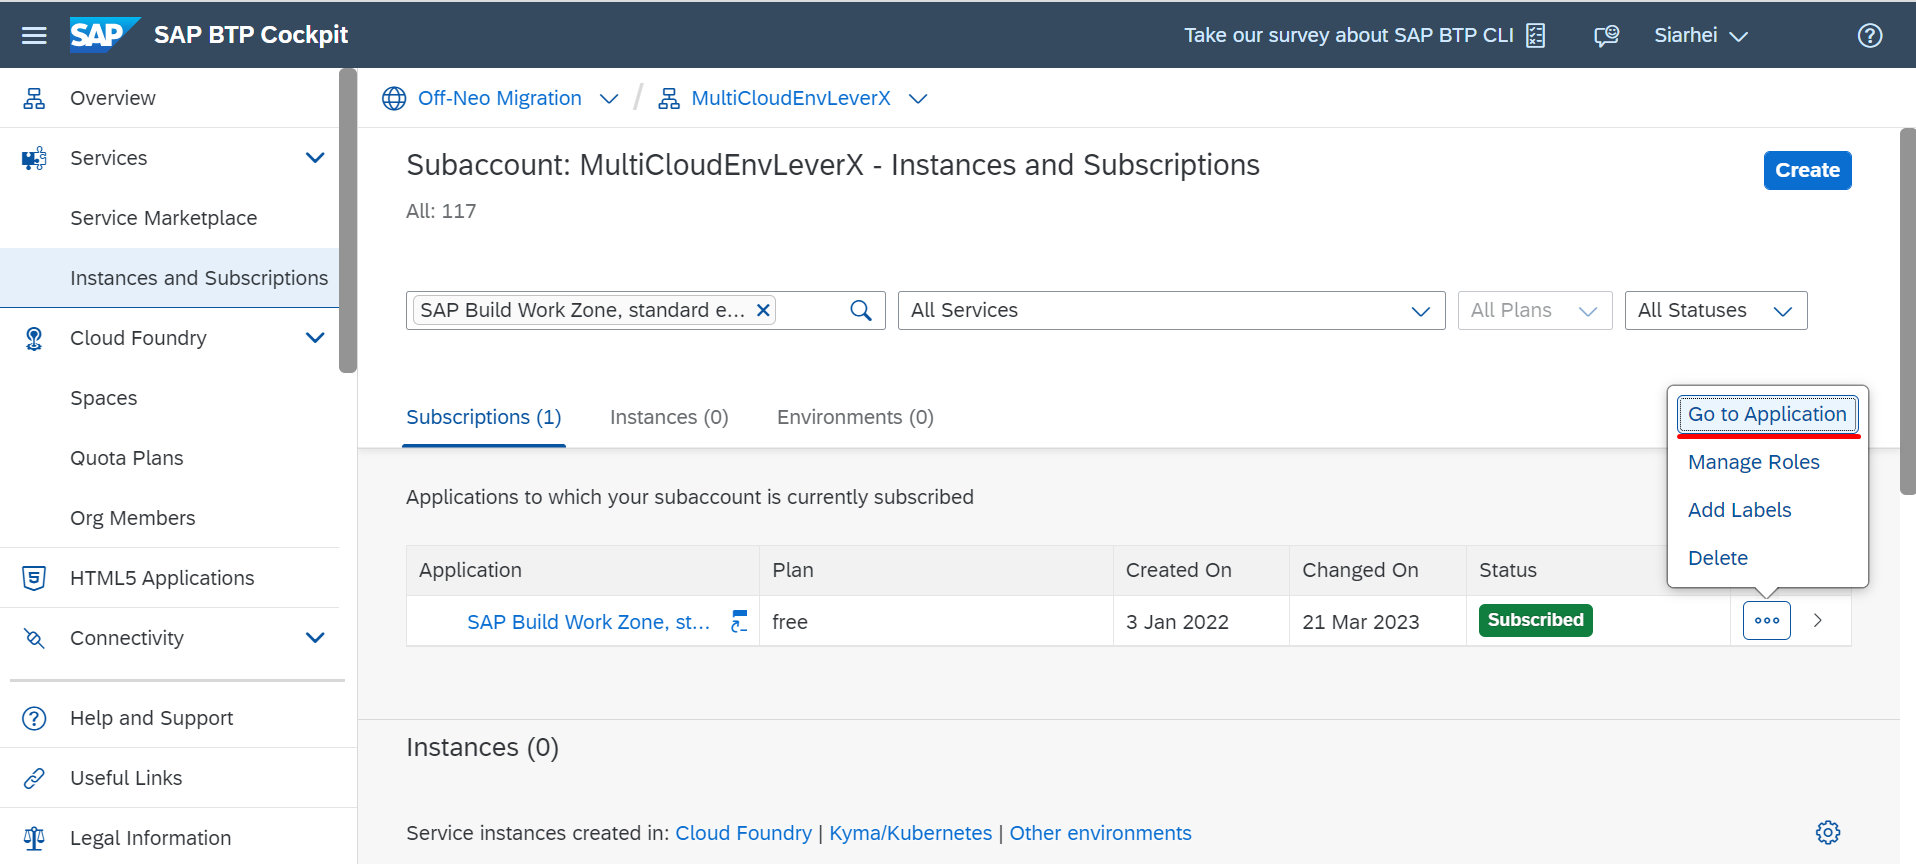 SAP SAP BTP Cockpit
Take our survey about SAP BTP CLI
Siarhei
Overview
Services
Service Marketplace
Instances and Subscriptions
Cloud Foundry
Spaces
Quota Plans
Org Members
HTML5 Applications
Connectivity
Help and Support
Useful Links
Legal Information
Off-Neo Migration / MultiCloudEnvLeverX
Subaccount: MultiCloudEnvLeverX - Instances and Subscriptions
Create
All: 117
SAP Build Work Zone, standard e...
All Services
All Plans
All Statuses
Subscriptions (1)
Instances (0)
Environments (0)
Go to Application
Manage Roles
Add Labels
Delete
Applications to which your subaccount is currently subscribed
Application Plan Created On Changed On Status
SAP Build Work Zone, st... free 3 Jan 2022 21 Mar 2023 Subscribed
Instances (0)
Service instances created in: Cloud Foundry | Kyma/Kubernetes | Other environments